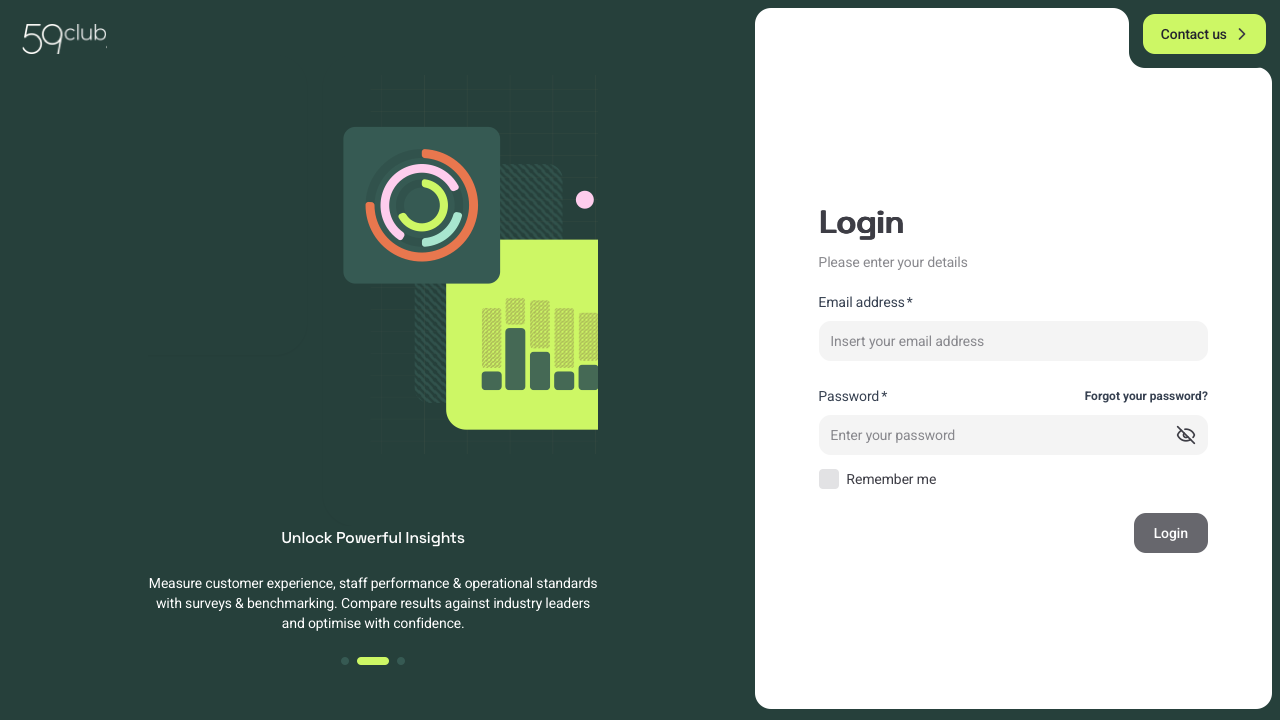 59club
Contact us
Login
Please enter your details
Email address *
Insert your email address
Password *
Forgot your password?
Enter your password
Remember me
Login
Unlock Powerful Insights
Measure customer experience, staff performance & operational standards
with surveys & benchmarking. Compare results against industry leaders
and optimise with confidence.